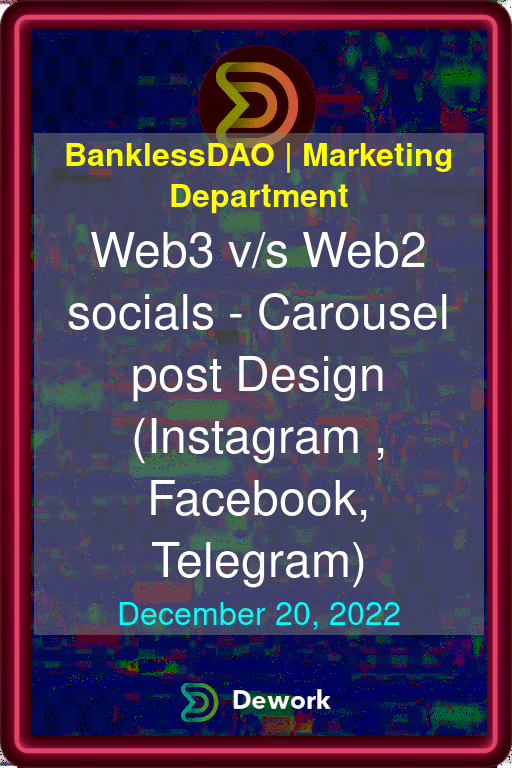 BanklessDAO | Marketing
Department
Web3 v/s Web2
socials - Carousel
post Design
(Instagram ,
Facebook,
Telegram)
December 20, 2022
Dework